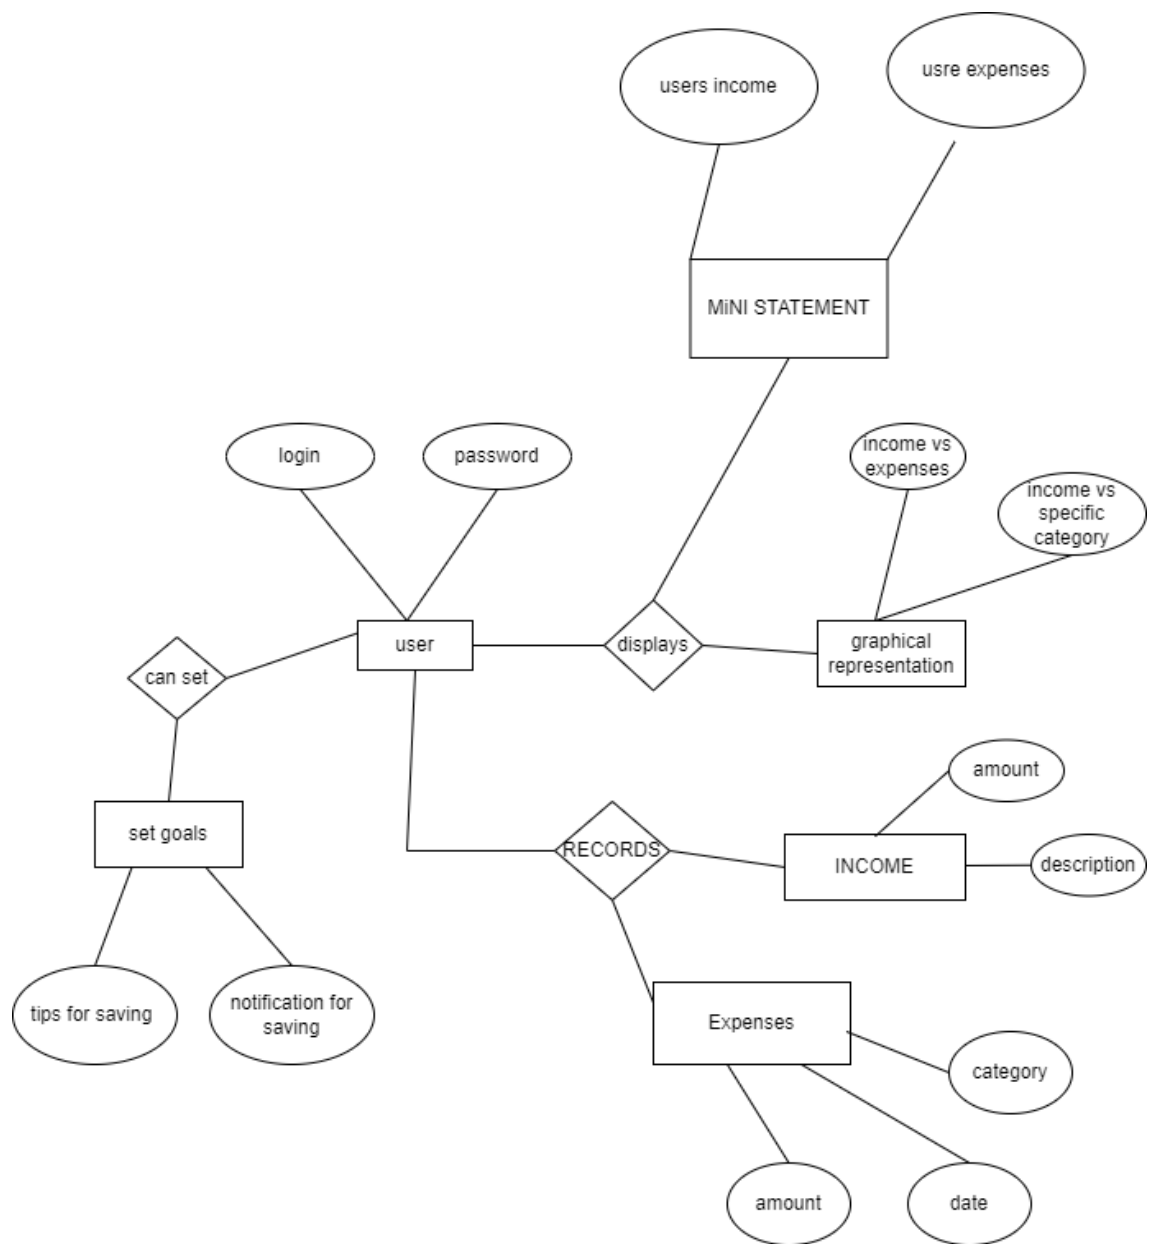 users income
usre expenses
MiNI STATEMENT
login
password
income vs
expenses
income vs
specific
category
user
displays
graphical
representation
can set
set goals
amount
RECORDS
INCOME
description
tips for saving
notification for
saving
Expenses
category
amount
date